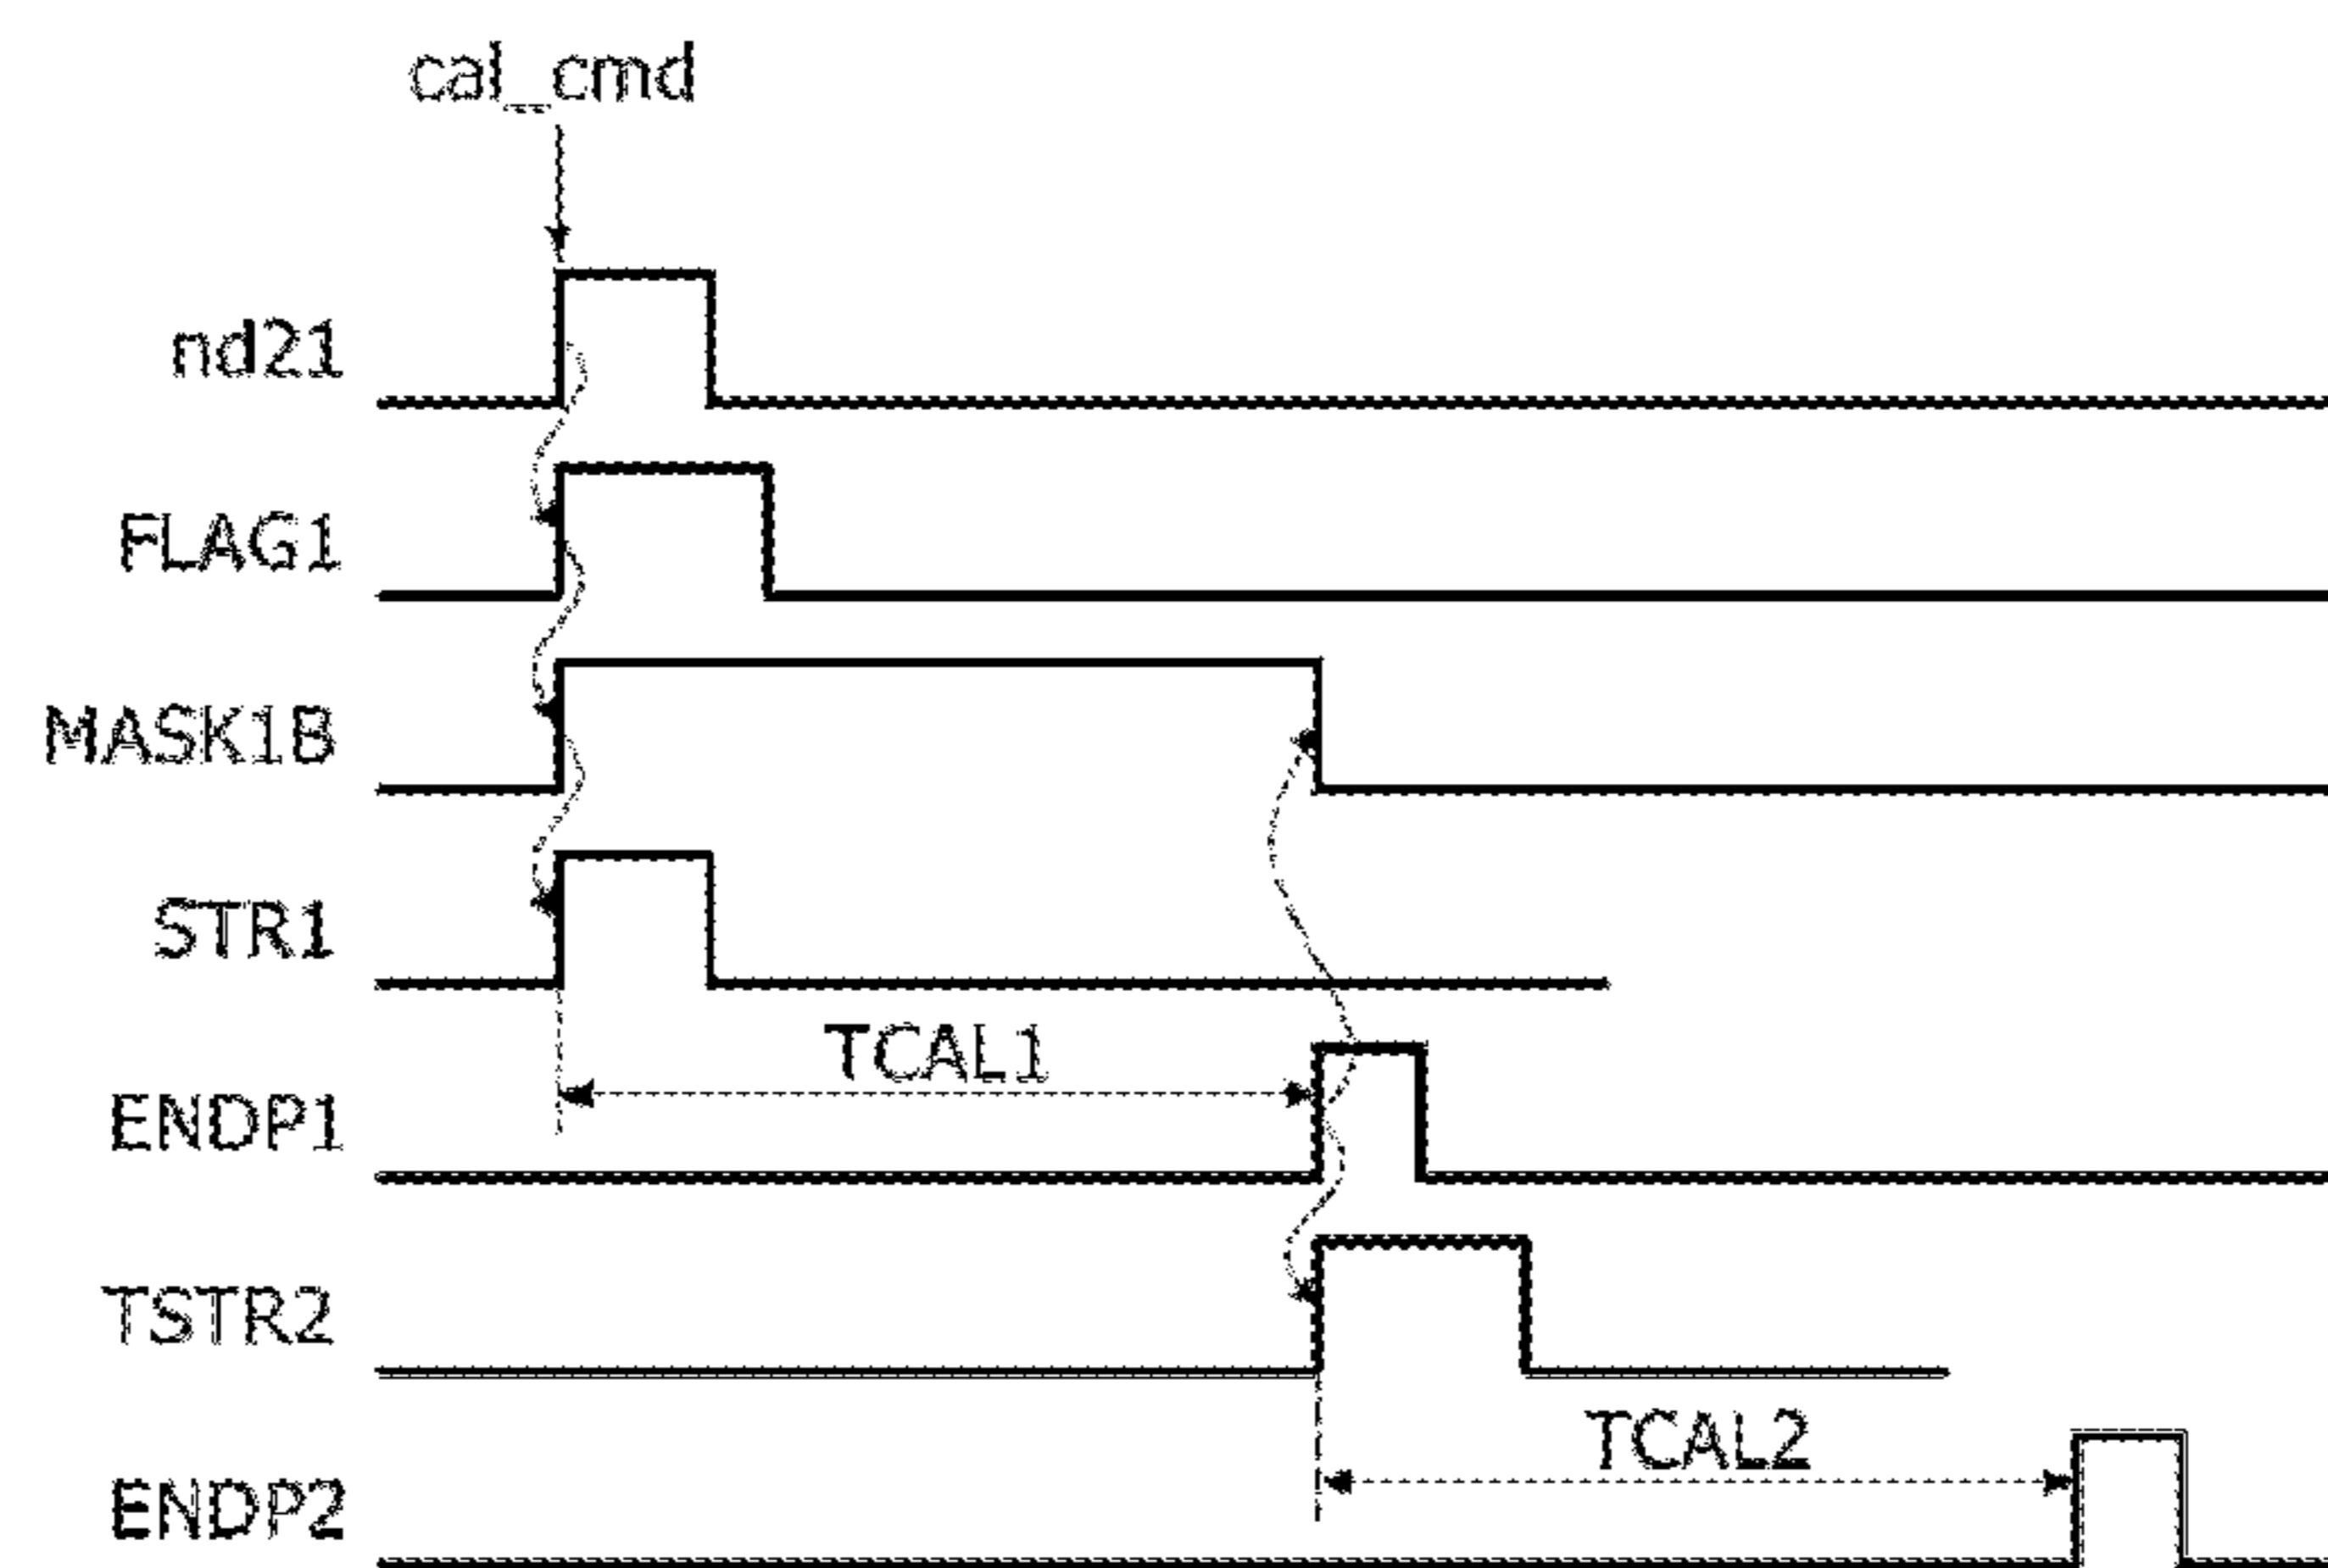 cal_cmd
nd21
FLAG1
MASK1B
STR1
TCAL1
ENDP1
TSTR2
TCAL2
ENDP2